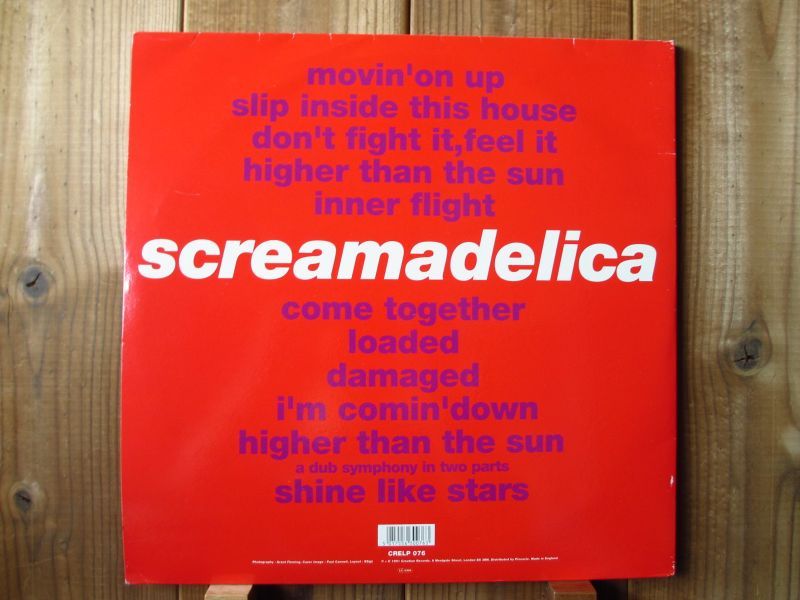 movin'on up
slip inside this house
don't fight it,feel it
higher than the sun
inner flight
screamadelica
come together
loaded
damaged
i'm comin'down
higher than the sun
a dub symphony in two parts
shine like stars
CRELP 076